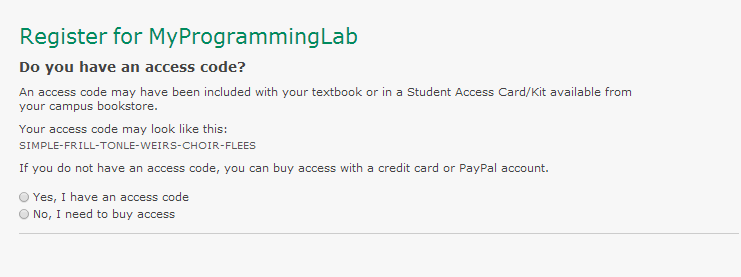 Register for MyProgrammingLab
Do you have an access code?
An access code may have been included with your textbook or in a Student Access Card/Kit available from
your campus bookstore.
Your access code may look like this:
SIMPLE-FRILL-TONLE-WEIRS-CHOIR-FLEES
If you do not have an access code, you can buy access with a credit card or PayPal account.
Yes, I have an access code
No, I need to buy access